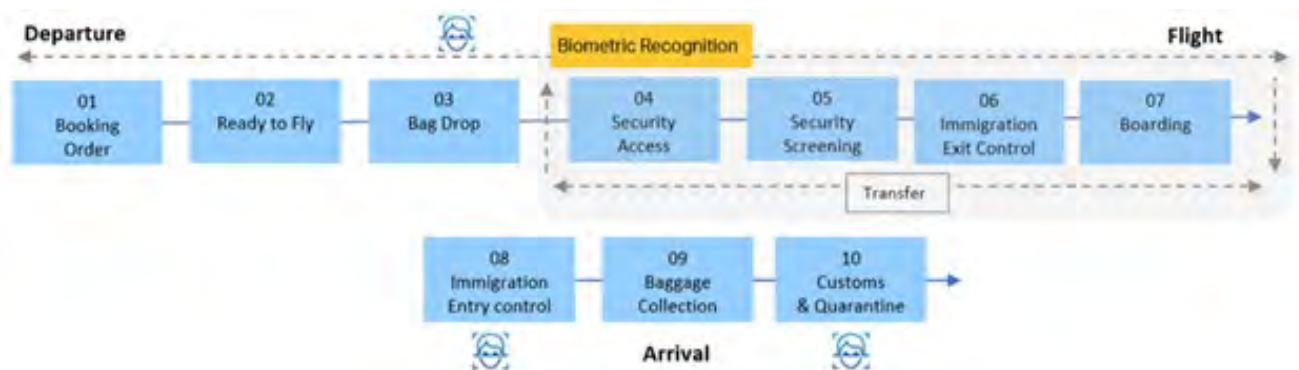 Departure
Biometric Recognition
Flight
01
Booking
Order
02
Ready to Fly
03
Bag Drop
04
Security
Access
05
Security
Screening
06
Immigration
Exit Control
07
Boarding
Transfer
08
Immigration
Entry control
09
Baggage
Collection
10
Customs
& Quarantine
Arrival